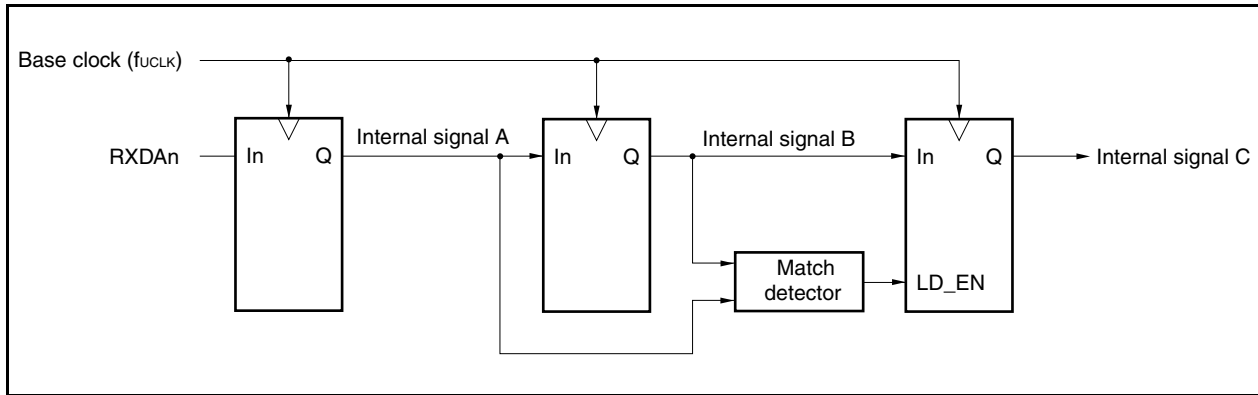 Base clock (fUCLK)
RXDAn
In
Q
Internal signal A
In
Q
Internal signal B
In
Q
Internal signal C
Match
detector
LD_EN